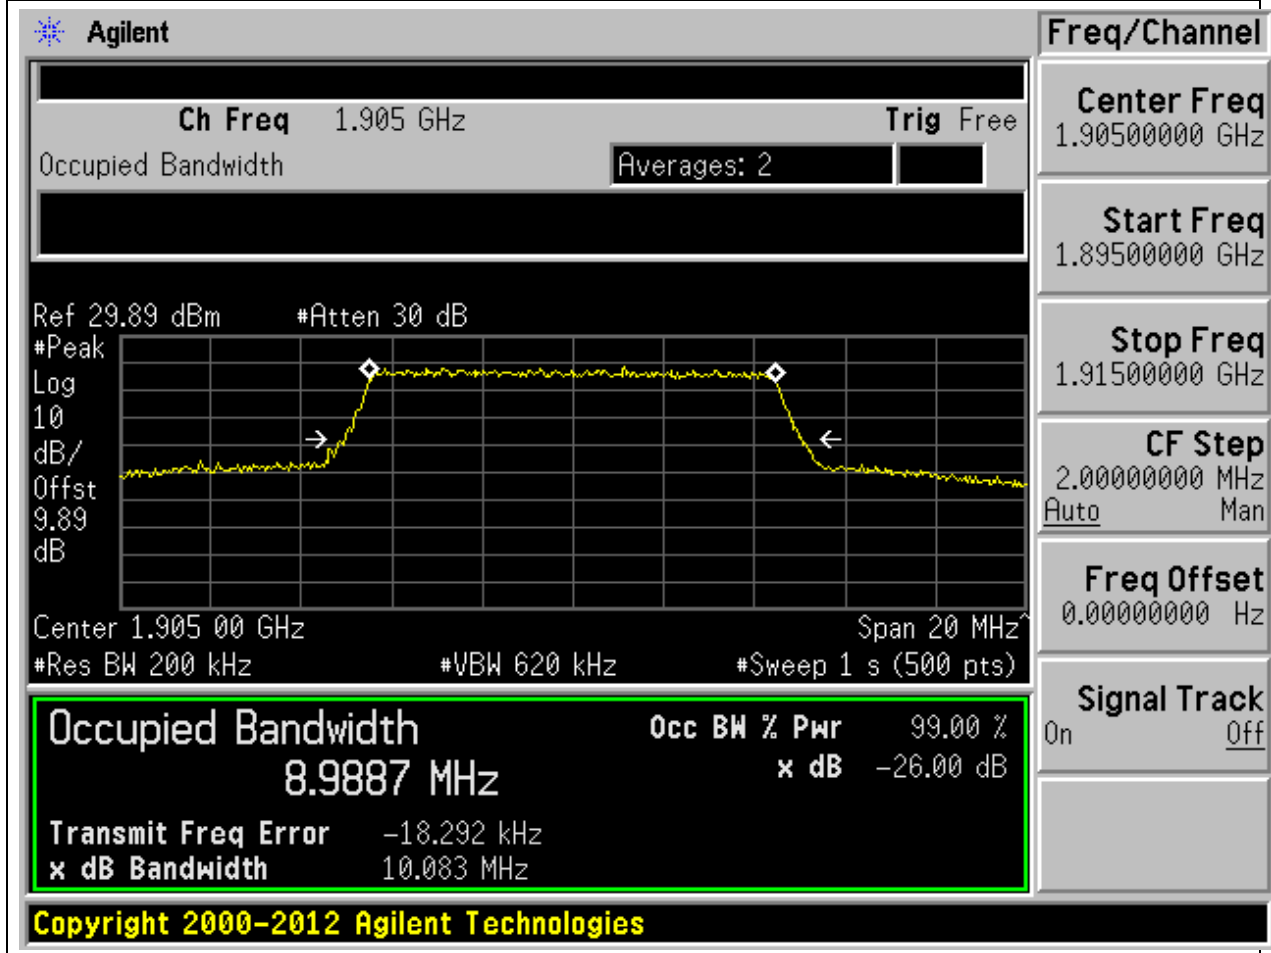 Agilent
Freq/Channel
Ch Freq 1.905 GHz Trig Free
Occupied Bandwidth Averages: 2
Ref 29.89 dBm #Atten 30 dB
#Peak
Log
10
dB/
Offst
9.89
dB
Center 1.905 00 GHz Span 20 MHz^
#Res BW 200 kHz #VBW 620 kHz #Sweep 1 s (500 pts)
Occupied Bandwidth Occ BW % Pwr 99.00 %
8.9887 MHz x dB -26.00 dB
Transmit Freq Error -18.292 kHz
x dB Bandwidth 10.083 MHz
Copyright 2000-2012 Agilent Technologies
Center Freq
1.90500000 GHz
Start Freq
1.89500000 GHz
Stop Freq
1.91500000 GHz
CF Step
2.00000000 MHz
Auto Man
Freq Offset
0.00000000 Hz
Signal Track
On Off